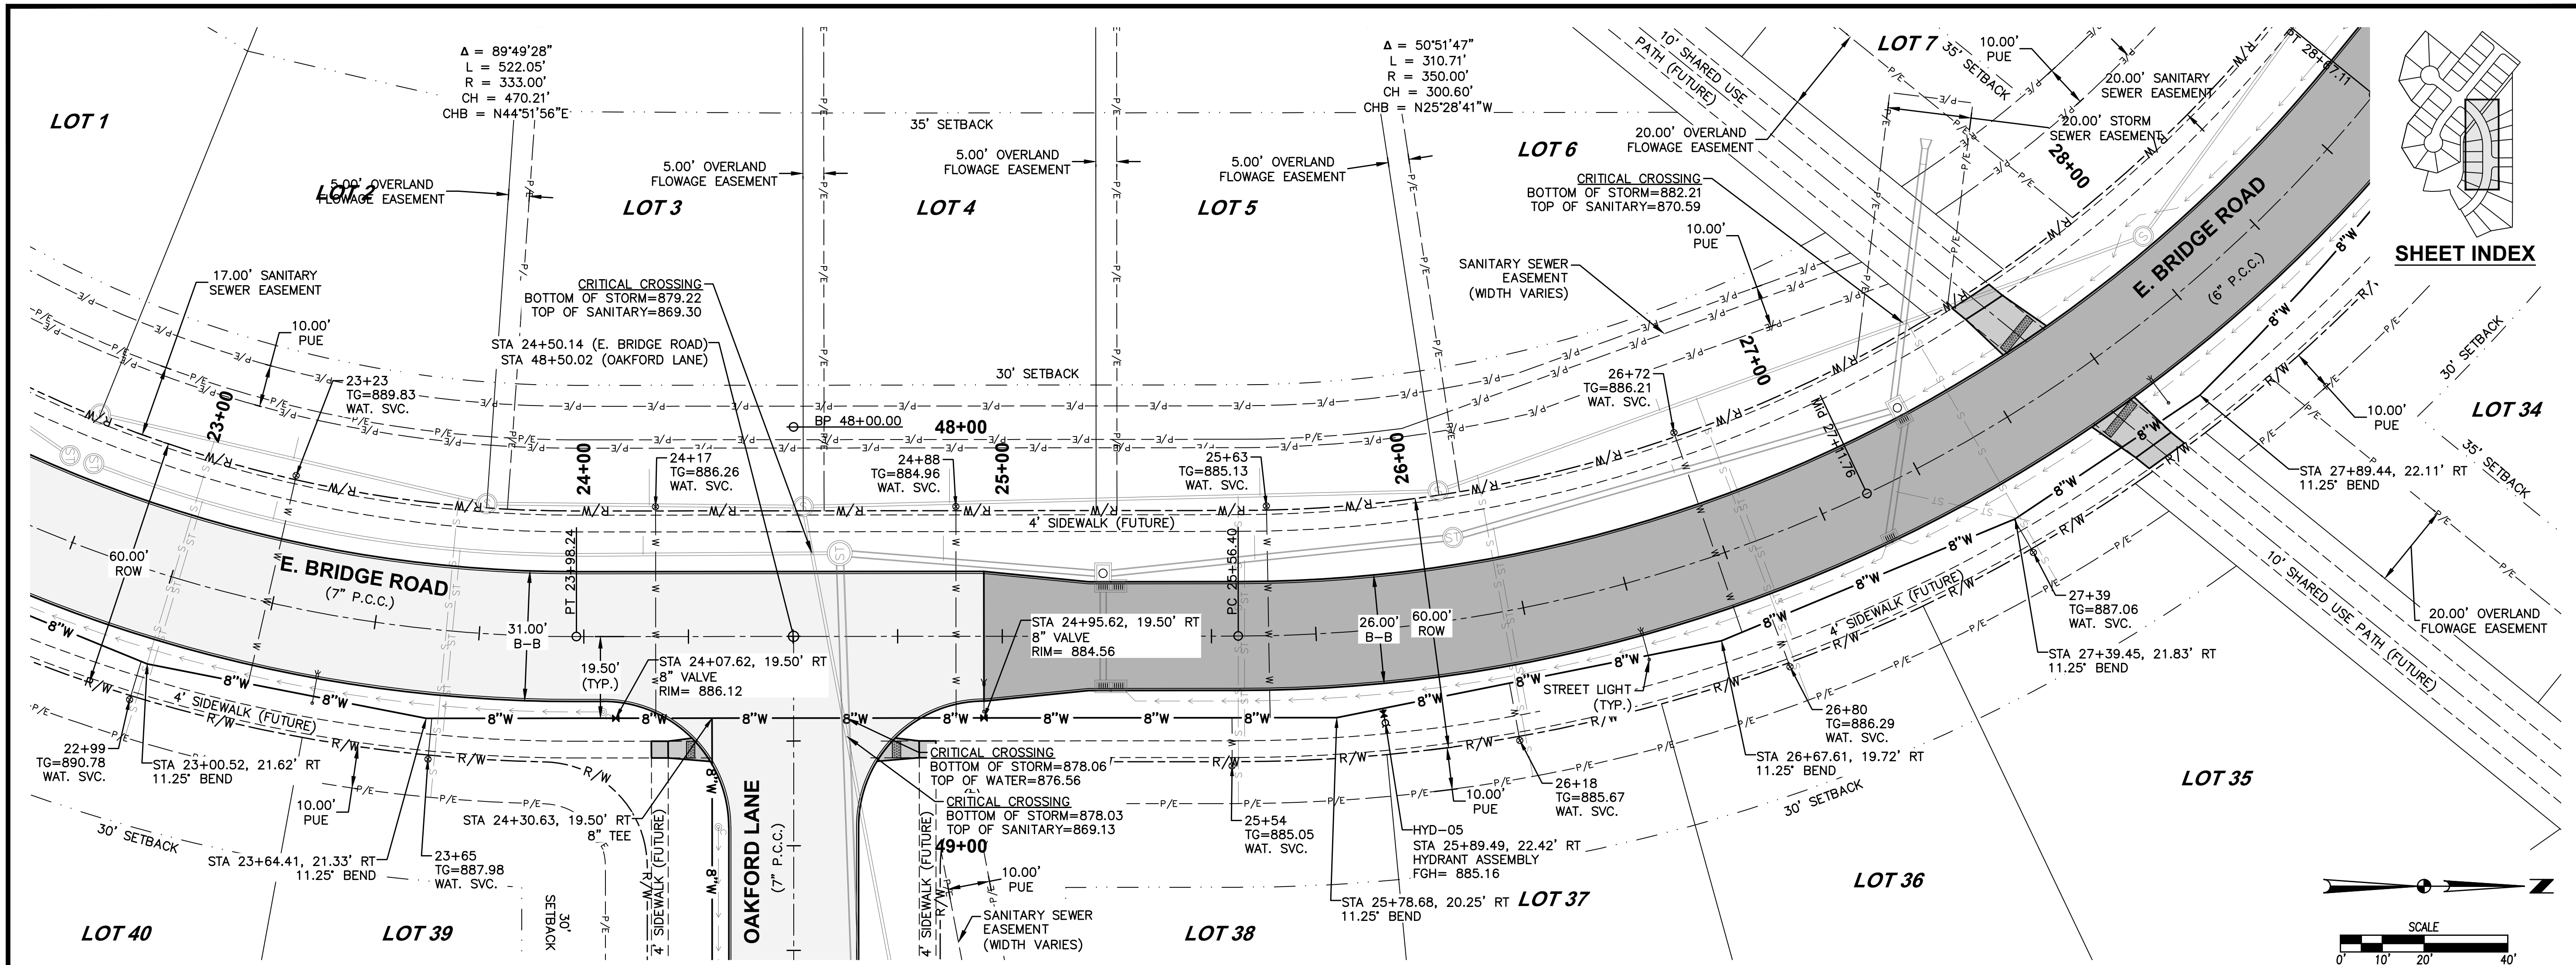 Δ = 89°49'28"
L = 522.05'
R = 333.00'
CH = 470.21'
CHB = N44°51'56"E
Δ = 50°51'47"
L = 310.71'
R = 350.00'
CH = 300.60'
CHB = N25°28'41"W
LOT 1
LOT 2
5.00' OVERLAND
FLOWAGE EASEMENT
LOT 3
5.00' OVERLAND
FLOWAGE EASEMENT
LOT 4
5.00' OVERLAND
FLOWAGE EASEMENT
LOT 5
5.00' OVERLAND
FLOWAGE EASEMENT
35' SETBACK
LOT 6
10' SHARED USE
PATH (FUTURE)
20.00' OVERLAND
FLOWAGE EASEMENT
LOT 7
35' SETBACK
10.00'
PUE
20.00' SANITARY
SEWER EASEMENT
20.00' STORM
SEWER EASEMENT
PT 28+67.11
28+00
SHEET INDEX
CRITICAL CROSSING
BOTTOM OF STORM=882.21
TOP OF SANITARY=870.59
10.00'
PUE
SANITARY SEWER
EASEMENT
(WIDTH VARIES)
E. BRIDGE ROAD
(6" P.C.C.)
17.00' SANITARY
SEWER EASEMENT
10.00'
PUE
CRITICAL CROSSING
BOTTOM OF STORM=879.22
TOP OF SANITARY=869.30
STA 24+50.14 (E. BRIDGE ROAD)
STA 48+50.02 (OAKFORD LANE)
30' SETBACK
23+00
23+23
TG=889.83
WAT. SVC.
BP 48+00.00
48+00
24+00
24+17
TG=886.26
WAT. SVC.
24+88
TG=884.96
WAT. SVC.
25+00
25+63
TG=885.13
WAT. SVC.
26+00
26+72
TG=886.21
WAT. SVC.
27+00
Mid 27+11.76
4' SIDEWALK (FUTURE)
60.00'
ROW
E. BRIDGE ROAD
(7" P.C.C.)
31.00'
B-B
PT 23+98.24
19.50'
(TYP.)
STA 24+07.62, 19.50' RT
8" VALVE
RIM= 886.12
STA 24+95.62, 19.50' RT
8" VALVE
RIM= 884.56
PC 25+56.40
26.00'
B-B
60.00'
ROW
STREET LIGHT
(TYP.)
4' SIDEWALK (FUTURE)
30' SETBACK
LOT 34
35' SETBACK
10.00'
PUE
STA 27+89.44, 22.11' RT
11.25° BEND
10' SHARED USE PATH (FUTURE)
20.00' OVERLAND
FLOWAGE EASEMENT
27+39
TG=887.06
WAT. SVC.
STA 27+39.45, 21.83' RT
11.25° BEND
26+80
TG=886.29
WAT. SVC.
STA 26+67.61, 19.72' RT
11.25° BEND
30' SETBACK
26+18
TG=885.67
WAT. SVC.
10.00'
PUE
HYD-05
STA 25+89.49, 22.42' RT
HYDRANT ASSEMBLY
FGH= 885.16
STA 25+78.68, 20.25' RT
11.25° BEND
25+54
TG=885.05
WAT. SVC.
CRITICAL CROSSING
BOTTOM OF STORM=878.06
TOP OF WATER=876.56
CRITICAL CROSSING
BOTTOM OF STORM=878.03
TOP OF SANITARY=869.13
49+00
10.00'
PUE
SANITARY SEWER
EASEMENT
(WIDTH VARIES)
4' SIDEWALK (FUTURE)
OAKFORD LANE
(7" P.C.C.)
4' SIDEWALK (FUTURE)
STA 24+30.63, 19.50' RT
8" TEE
30'
SETBACK
4' SIDEWALK (FUTURE)
22+99
TG=890.78
WAT. SVC.
STA 23+00.52, 21.62' RT
11.25° BEND
10.00'
PUE
30' SETBACK
STA 23+64.41, 21.33' RT
11.25° BEND
23+65
TG=887.98
WAT. SVC.
LOT 40
LOT 39
LOT 38
LOT 37
LOT 36
LOT 35
8"W
R/W
P/E
ST
S
W
Z
SCALE
0' 10' 20' 40'